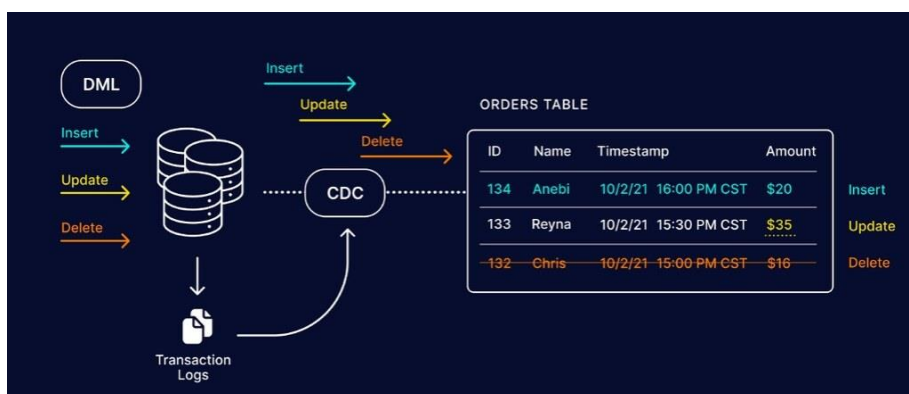 DML
Insert
Update
Delete
Insert
Update
Delete
CDC
Transaction
Logs
ORDERS TABLE
ID Name Timestamp Amount
134 Anebi 10/2/21 16:00 PM CST $20 Insert
133 Reyna 10/2/21 15:30 PM CST $35 Update
132 Chris 10/2/21 15:00 PM CST $16 Delete